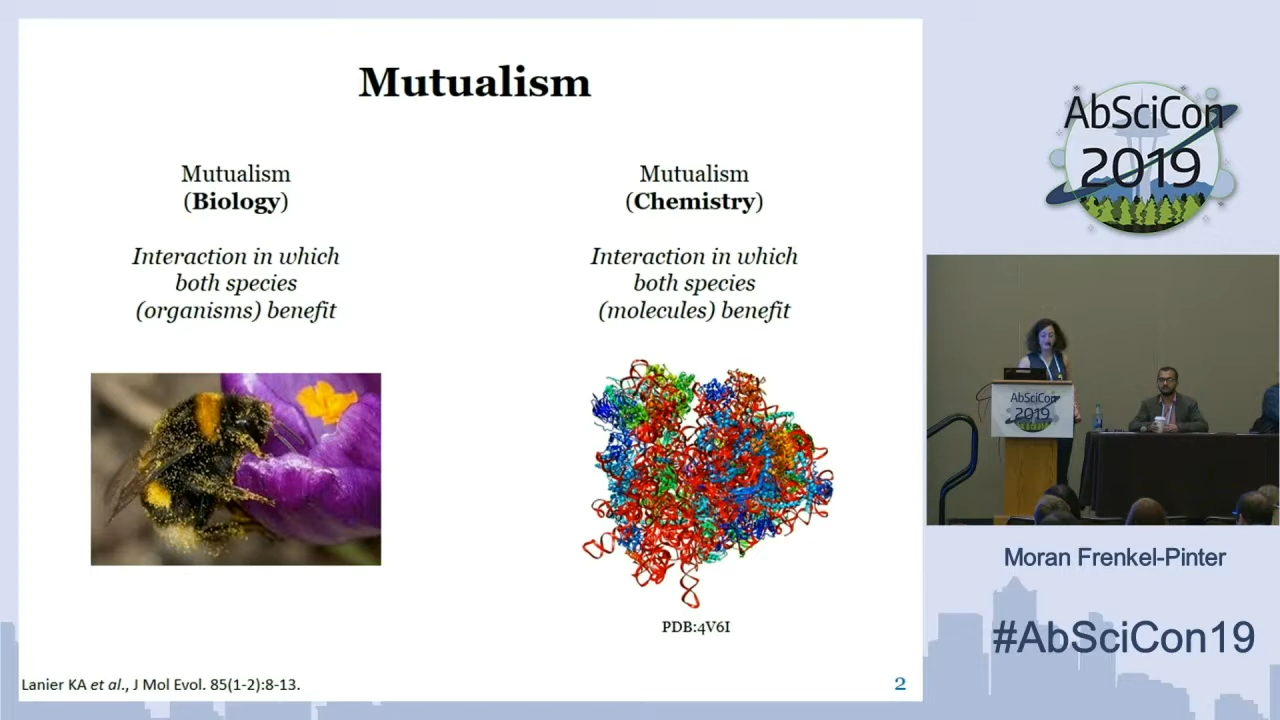 Mutualism
Mutualism
(Biology)
Interaction in which
both species
(organisms) benefit
Mutualism
(Chemistry)
Interaction in which
both species
(molecules) benefit
PDB:4V6I
Lanier KA et al., J Mol Evol. 85(1-2):8-13.
2
AbSciCon
2019
AbSciCon
2019
Moran Frenkel-Pinter
#AbSciCon19